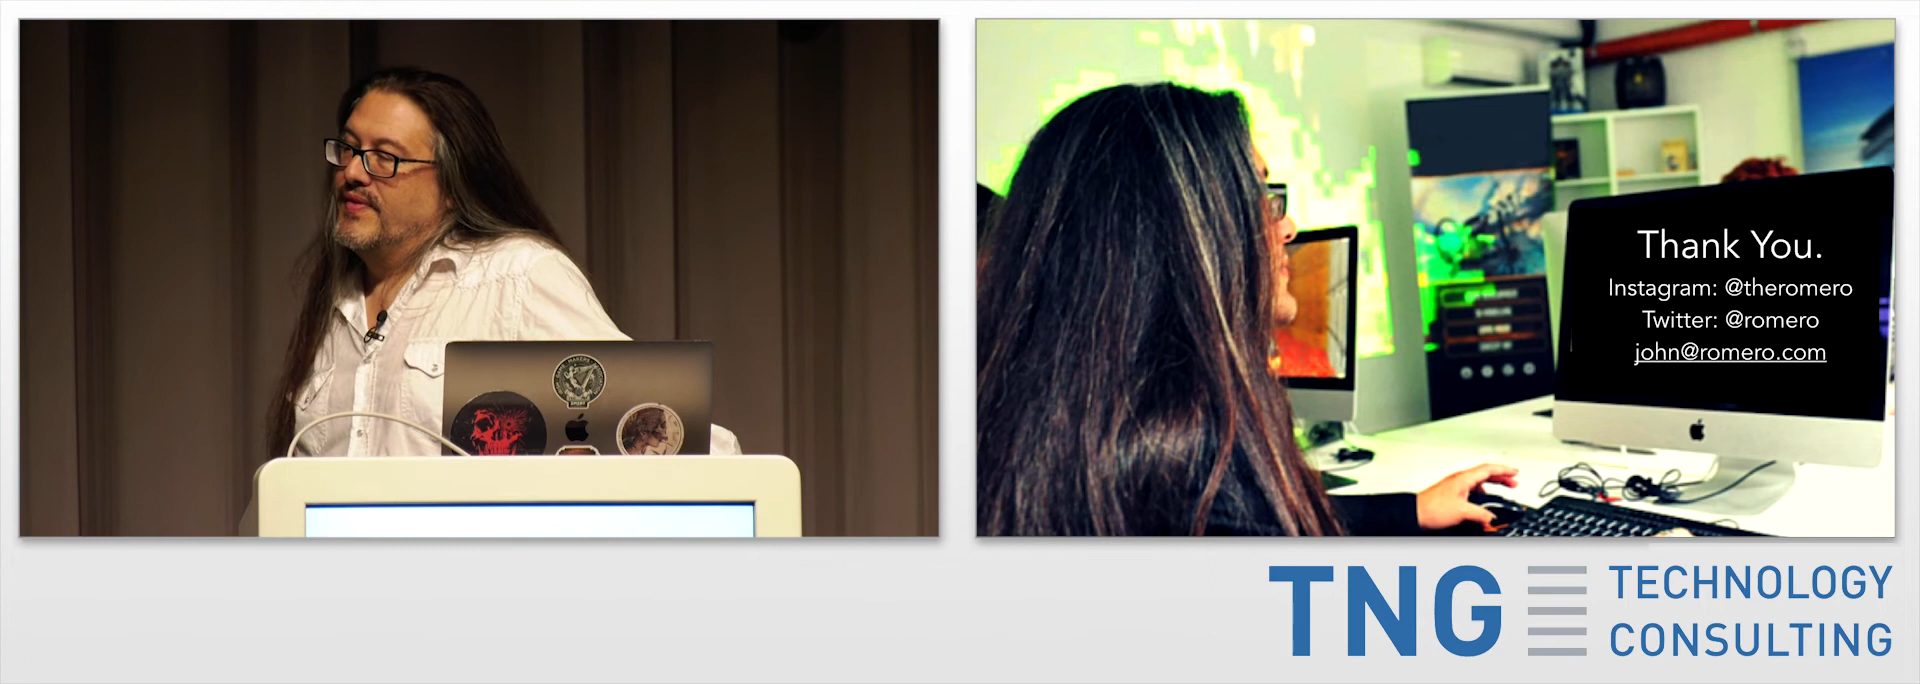 Thank You.
Instagram: @theromero
Twitter: @romero
john@romero.com
TNG TECHNOLOGY
CONSULTING